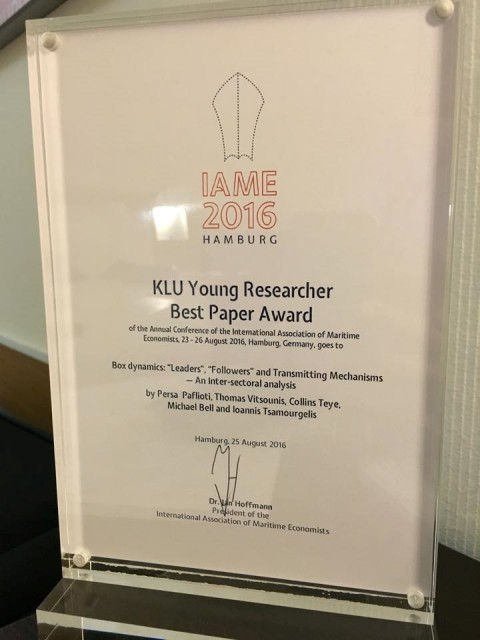 IAME
2016
HAMBURG
KLU Young Researcher
Best Paper Award
of the Annual Conference of the International Association of Maritime
Economists, 23 - 26 August 2016, Hamburg, Germany, goes to
Box dynamics: "Leaders", "Followers" and Transmitting Mechanisms
— An Inter-sectoral analysis
by Persa Paflioti, Thomas Vitsounis, Collins Teye,
Michael Bell and Ioannis Tsamourgelis
Hamburg, 25 August 2016
Dr. Jan Hoffmann
President of the
International Association of Maritime Economists